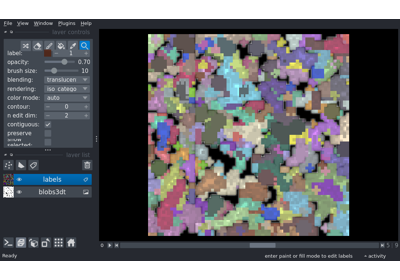 File View Plugins Window Help
layer controls
label: 1
opacity: 0.70
brush size: 10
blending: translucen
rendering: iso_catego
color mode: auto
contour: 0
n edit dim: 2
contiguous:
preserve
selected:
layer list
labels
blobs3dt
0
Ready
enter paint or fill mode to edit labels
activity